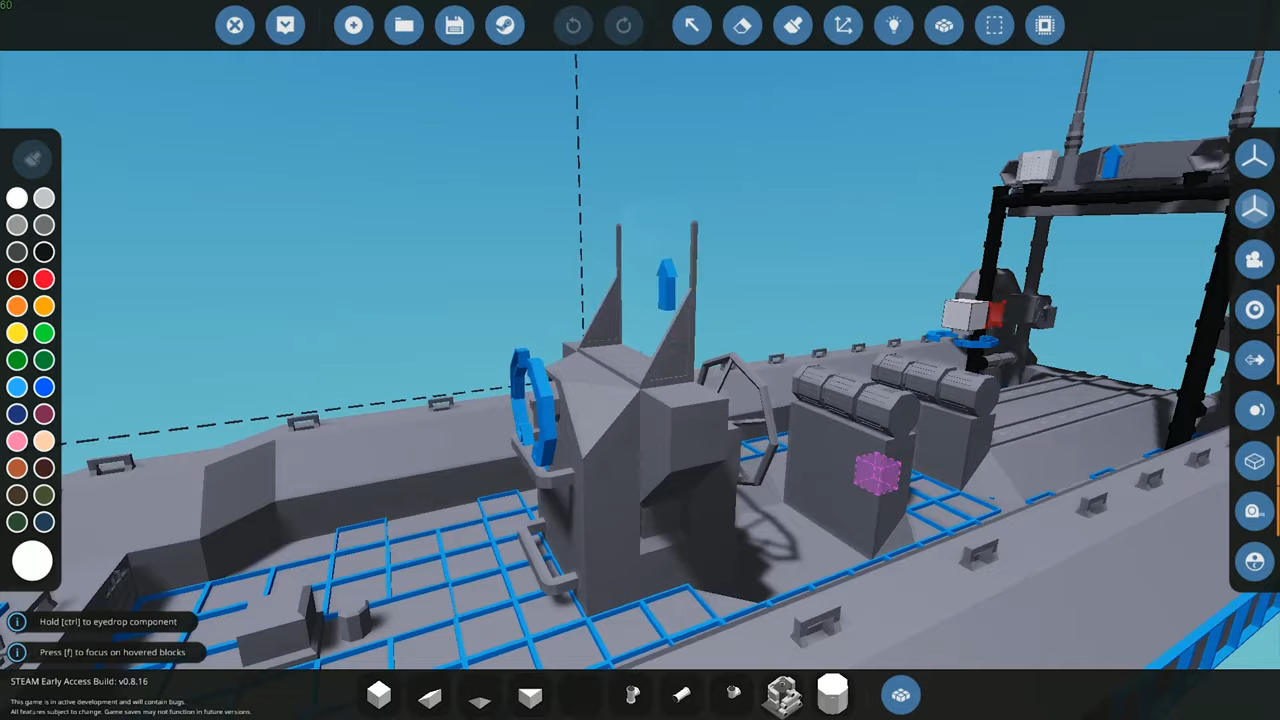 60
Hold [ctrl] to eyedrop component
Press [f] to focus on hovered blocks
STEAM Early Access Build: v0.8.16
This game is in active development and will contain bugs.
All features subject to change. Game saves may not function in future versions.